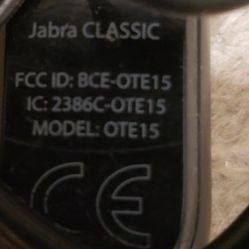 Jabra CLASSIC
FCC ID: BCE-OTE15
IC: 2386C-OTE15
MODEL: OTE15
CE